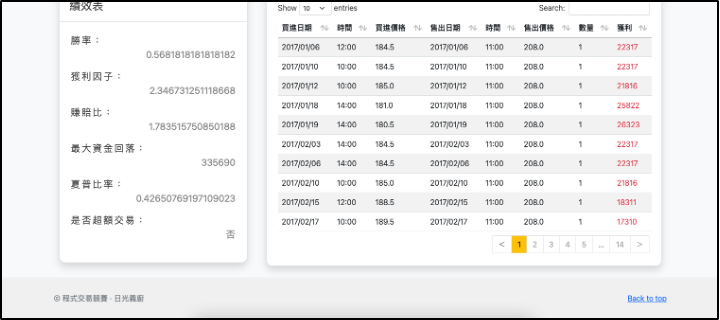 績效表
勝率：
0.5681818181818182
獲利因子：
2.346731251118668
賺賠比：
1.783515750850188
最大資金回落：
335690
夏普比率：
0.42650769197109023
是否超額交易：
否
Show 10 entries
Search:
買進日期 時間 買進價格 售出日期 時間 售出價格 數量 獲利
2017/01/06 12:00 184.5 2017/01/06 11:00 208.0 1 22317
2017/01/10 10:00 184.5 2017/01/10 11:00 208.0 1 22317
2017/01/12 10:00 185.0 2017/01/12 11:00 208.0 1 21816
2017/01/18 14:00 181.0 2017/01/18 11:00 208.0 1 25822
2017/01/19 14:00 180.5 2017/01/19 11:00 208.0 1 26323
2017/02/03 14:00 184.5 2017/02/03 11:00 208.0 1 22317
2017/02/06 14:00 184.5 2017/02/06 11:00 208.0 1 22317
2017/02/10 10:00 185.0 2017/02/10 11:00 208.0 1 21816
2017/02/15 12:00 188.5 2017/02/15 11:00 208.0 1 18311
2017/02/17 10:00 189.5 2017/02/17 11:00 208.0 1 17310
< 1 2 3 4 5 ... 14 >
© 程式交易競賽 · 日光
Back to top